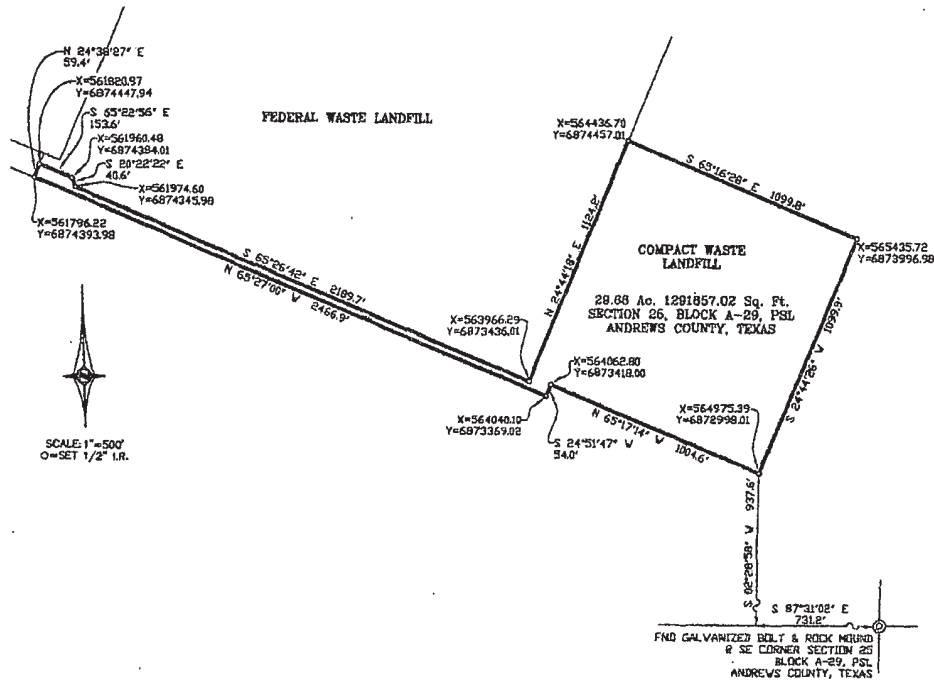 N 24°38'27" E
59.4'
X=561820.97
Y=6874447.94
S 65°22'56" E
153.6'
X=561960.48
Y=6874384.01
S 20°22'22" E
40.6'
X=561974.60
Y=6874345.98
X=561796.22
Y=6874393.98
FEDERAL WASTE LANDFILL
X=564436.70
Y=6874457.01
S 65°16'28" E 1099.8'
X=565435.72
Y=6873996.98
N 24°44'18" E 1124.2'
COMPACT WASTE
LANDFILL
29.66 Ac. 1291857.02 Sq. Ft.
SECTION 26, BLOCK A-29, PSL
ANDREWS COUNTY, TEXAS
S 24°44'26" W 1099.9'
S 65°26'42" E 2189.7'
N 65°27'00" W 2466.9'
X=563966.29
Y=6873436.01
X=564062.80
Y=6873418.00
X=564040.10
Y=6873369.02
S 24°51'47" W
54.0'
N 65°17'14" W 1004.6'
X=564975.39
Y=6872998.01
N
SCALE: 1"=500'
O=SET 1/2" I.R.
S 02°28'58" W 937.6'
S 87°31'02" E
731.2'
FND GALVANIZED BOLT & ROCK MOUND
@ SE CORNER SECTION 25
BLOCK A-29, PSL
ANDREWS COUNTY, TEXAS